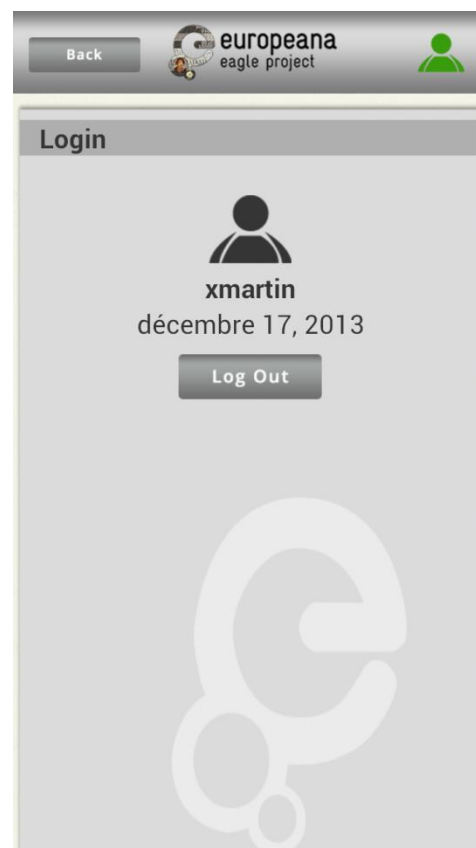 Back
europeana
eagle project
Login
xmartin
décembre 17, 2013
Log Out